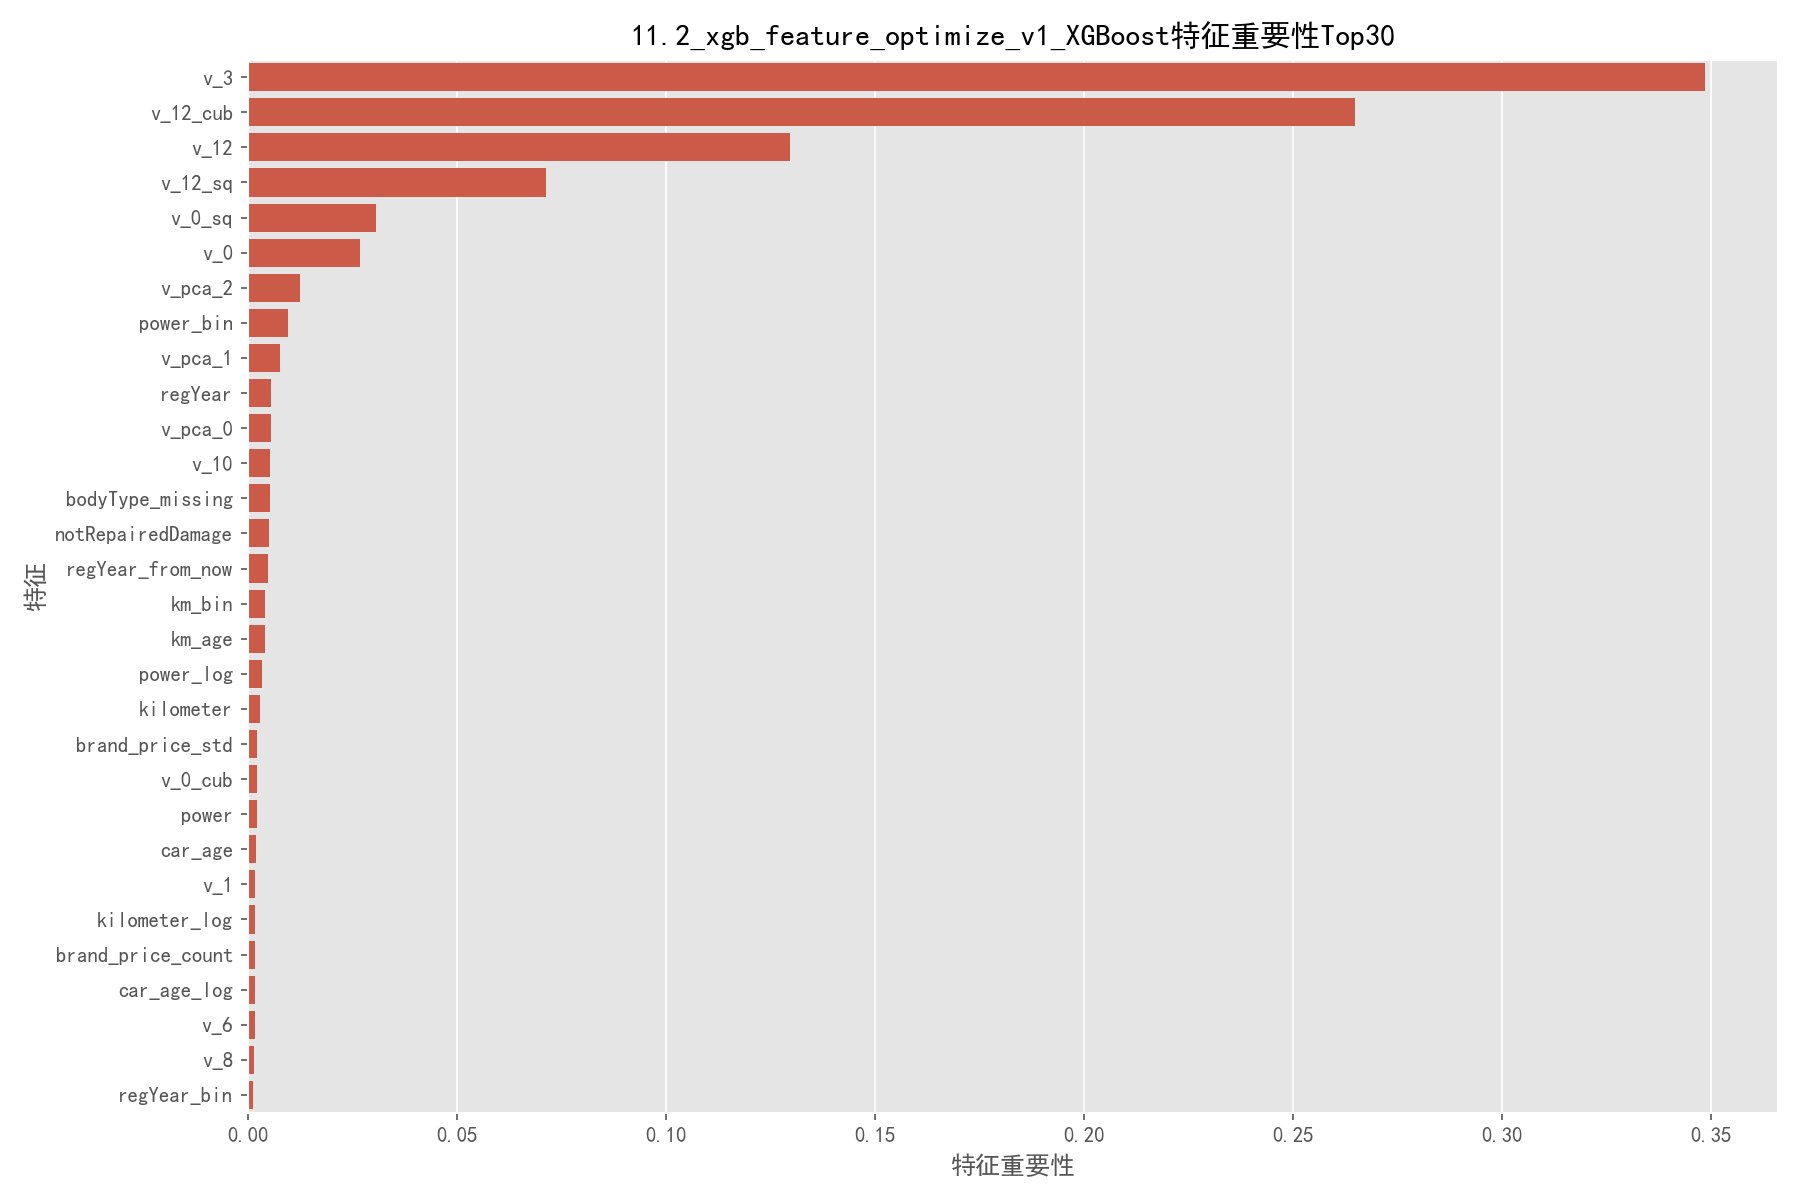 11.2_xgb_feature_optimize_v1_XGBoost特征重要性Top30
v_3
v_12_cub
v_12
v_12_sq
v_0_sq
v_0
v_pca_2
power_bin
v_pca_1
regYear
v_pca_0
v_10
bodyType_missing
notRepairedDamage
regYear_from_now
km_bin
km_age
power_log
kilometer
brand_price_std
v_0_cub
power
car_age
v_1
kilometer_log
brand_price_count
car_age_log
v_6
v_8
regYear_bin
特征
0.00 0.05 0.10 0.15 0.20 0.25 0.30 0.35
特征重要性